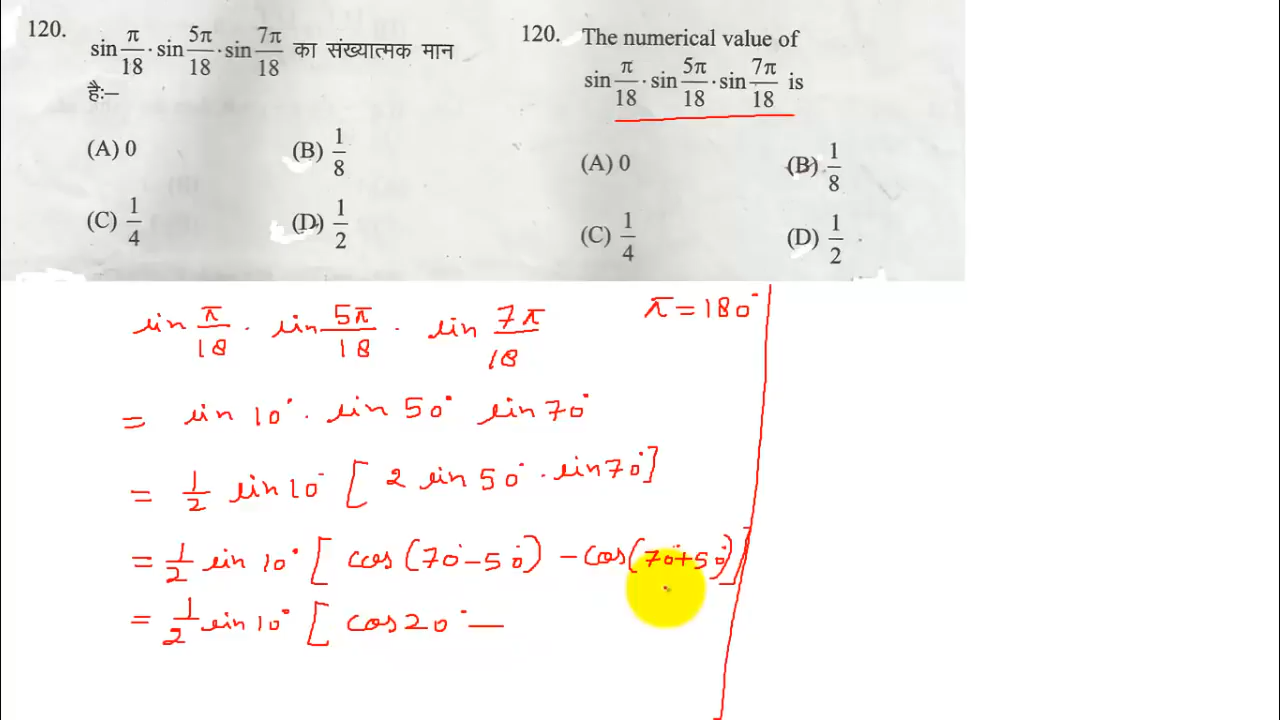 120. sin π/18 · sin 5π/18 · sin 7π/18 का संख्यात्मक मान
है:–
(A) 0 (B) 1/8
(C) 1/4 (D) 1/2
120. The numerical value of
sin π/18 · sin 5π/18 · sin 7π/18 is
(A) 0 (B) 1/8
(C) 1/4 (D) 1/2
sin π/18 · sin 5π/18 · sin 7π/18 π = 180°
= sin 10° · sin 50° sin 70°
= 1/2 sin 10° [ 2 sin 50° · sin 70° ]
= 1/2 sin 10° [ cos (70° – 50°) – cos (70° + 50°) ]
= 1/2 sin 10° [ cos 20° –